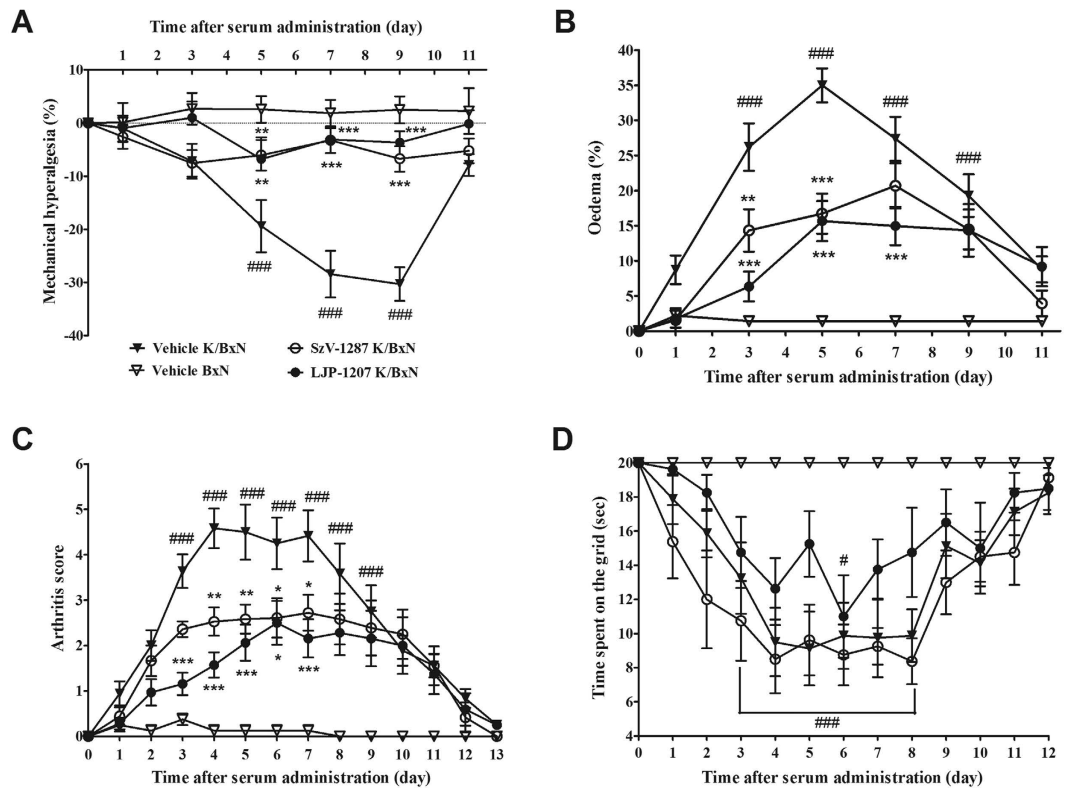 A
Time after serum administration (day)
1 2 3 4 5 6 7 8 9 10 11
10
0
-10
-20
-30
-40
Mechanical hyperalgesia (%)
** *** ***
** *** ***
### ### ###
Vehicle K/BxN
Vehicle BxN
SzV-1287 K/BxN
LJP-1207 K/BxN
B
40
35
30
25
20
15
10
5
0
Oedema (%)
### ### ### ###
** ***
*** *** ***
0 1 2 3 4 5 6 7 8 9 10 11
Time after serum administration (day)
C
6
5
4
3
2
1
0
Arthritis score
### ### ### ### ### ### ###
** ** * *
*** *** *** * ***
0 1 2 3 4 5 6 7 8 9 10 11 12 13
Time after serum administration (day)
D
20
18
16
14
12
10
8
6
4
Time spent on the grid (sec)
#
###
0 1 2 3 4 5 6 7 8 9 10 11 12
Time after serum administration (day)